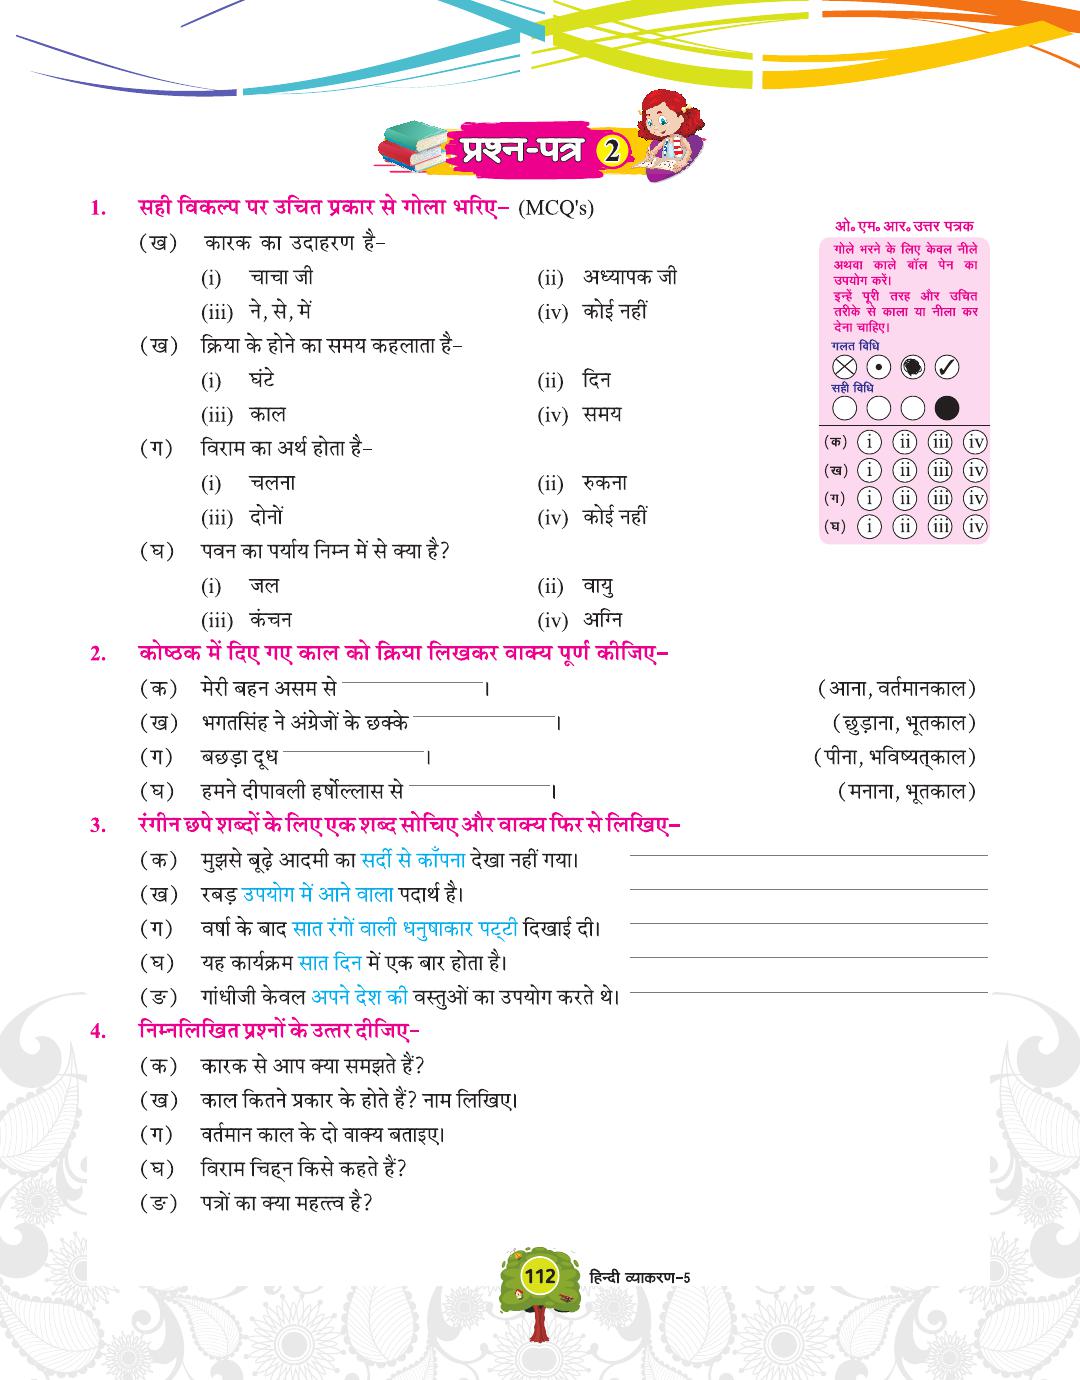 प्रश्न-पत्र 2
1. सही विकल्प पर उचित प्रकार से गोला भरिए– (MCQ's)
(ख) कारक का उदाहरण है–
(i) चाचा जी (ii) अध्यापक जी
(iii) ने, से, में (iv) कोई नहीं
(ख) क्रिया के होने का समय कहलाता है–
(i) घंटे (ii) दिन
(iii) काल (iv) समय
(ग) विराम का अर्थ होता है–
(i) चलना (ii) रुकना
(iii) दोनों (iv) कोई नहीं
(घ) पवन का पर्याय निम्न में से क्या है?
(i) जल (ii) वायु
(iii) कंचन (iv) अग्नि
ओ॰ एम॰ आर॰ उत्तर पत्रक
गोले भरने के लिए केवल नीले
अथवा काले बॉल पेन का
उपयोग करें।
इन्हें पूरी तरह और उचित
तरीके से काला या नीला कर
देना चाहिए।
गलत विधि
सही विधि
(क) i ii iii iv
(ख) i ii iii iv
(ग) i ii iii iv
(घ) i ii iii iv
2. कोष्ठक में दिए गए काल को क्रिया लिखकर वाक्य पूर्ण कीजिए–
(क) मेरी बहन असम से ____________। (आना, वर्तमानकाल)
(ख) भगतसिंह ने अंग्रेजों के छक्के ____________। (छुड़ाना, भूतकाल)
(ग) बछड़ा दूध ____________। (पीना, भविष्यत्काल)
(घ) हमने दीपावली हर्षोल्लास से ____________। (मनाना, भूतकाल)
3. रंगीन छपे शब्दों के लिए एक शब्द सोचिए और वाक्य फिर से लिखिए–
(क) मुझसे बूढ़े आदमी का सर्दी से काँपना देखा नहीं गया।
(ख) रबड़ उपयोग में आने वाला पदार्थ है।
(ग) वर्षा के बाद सात रंगों वाली धनुषाकार पट्टी दिखाई दी।
(घ) यह कार्यक्रम सात दिन में एक बार होता है।
(ङ) गांधीजी केवल अपने देश की वस्तुओं का उपयोग करते थे।
4. निम्नलिखित प्रश्नों के उत्तर दीजिए–
(क) कारक से आप क्या समझते हैं?
(ख) काल कितने प्रकार के होते हैं? नाम लिखिए।
(ग) वर्तमान काल के दो वाक्य बताइए।
(घ) विराम चिह्न किसे कहते हैं?
(ङ) पत्रों का क्या महत्त्व है?
112 हिन्दी व्याकरण–5